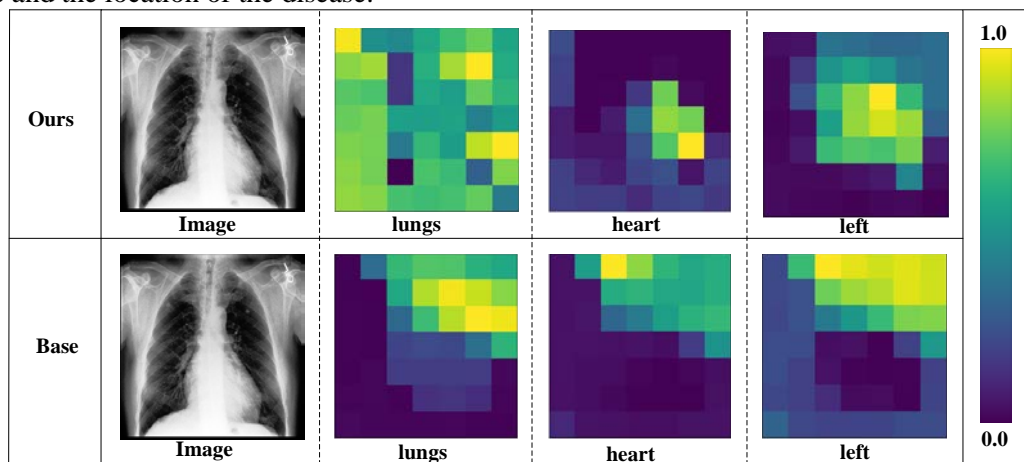 and the location of the disease.
1.0
Ours
Image lungs heart left
Base
Image lungs heart left
0.0